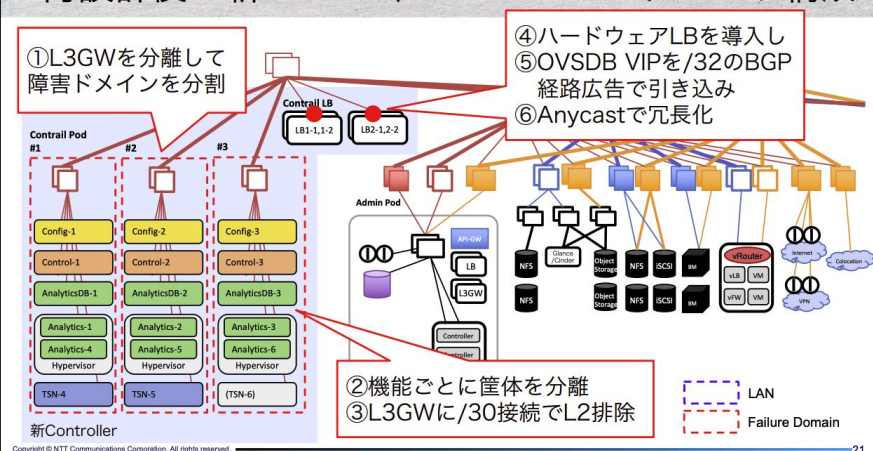 ①L3GWを分離して
障害ドメインを分割
④ハードウェアLBを導入し
⑤OVSDB VIPを/32のBGP
経路広告で引き込み
⑥Anycastで冗長化
Contrail LB
LB1-1,1-2
LB2-1,2-2
Contrail Pod
#1
#2
#3
Config-1
Config-2
Config-3
Control-1
Control-2
Control-3
AnalyticsDB-1
AnalyticsDB-2
AnalyticsDB-3
Analytics-1
Analytics-2
Analytics-3
Analytics-4
Analytics-5
Analytics-6
Hypervisor
Hypervisor
Hypervisor
TSN-4
TSN-5
(TSN-6)
新Controller
Admin Pod
API-GW
LB
L3GW
Controller
Controller
NFS
Glance
/Cinder
Object
Storage
NFS
iSCSI
BM
NFS
Object
Storage
NFS
iSCSI
BM
vRouter
vLB
VM
vFW
VM
Internet
VPN
Colocation
②機能ごとに筐体を分離
③L3GWに/30接続でL2排除
LAN
Failure Domain
Copyright © NTT Communications Corporation. All rights reserved.
21